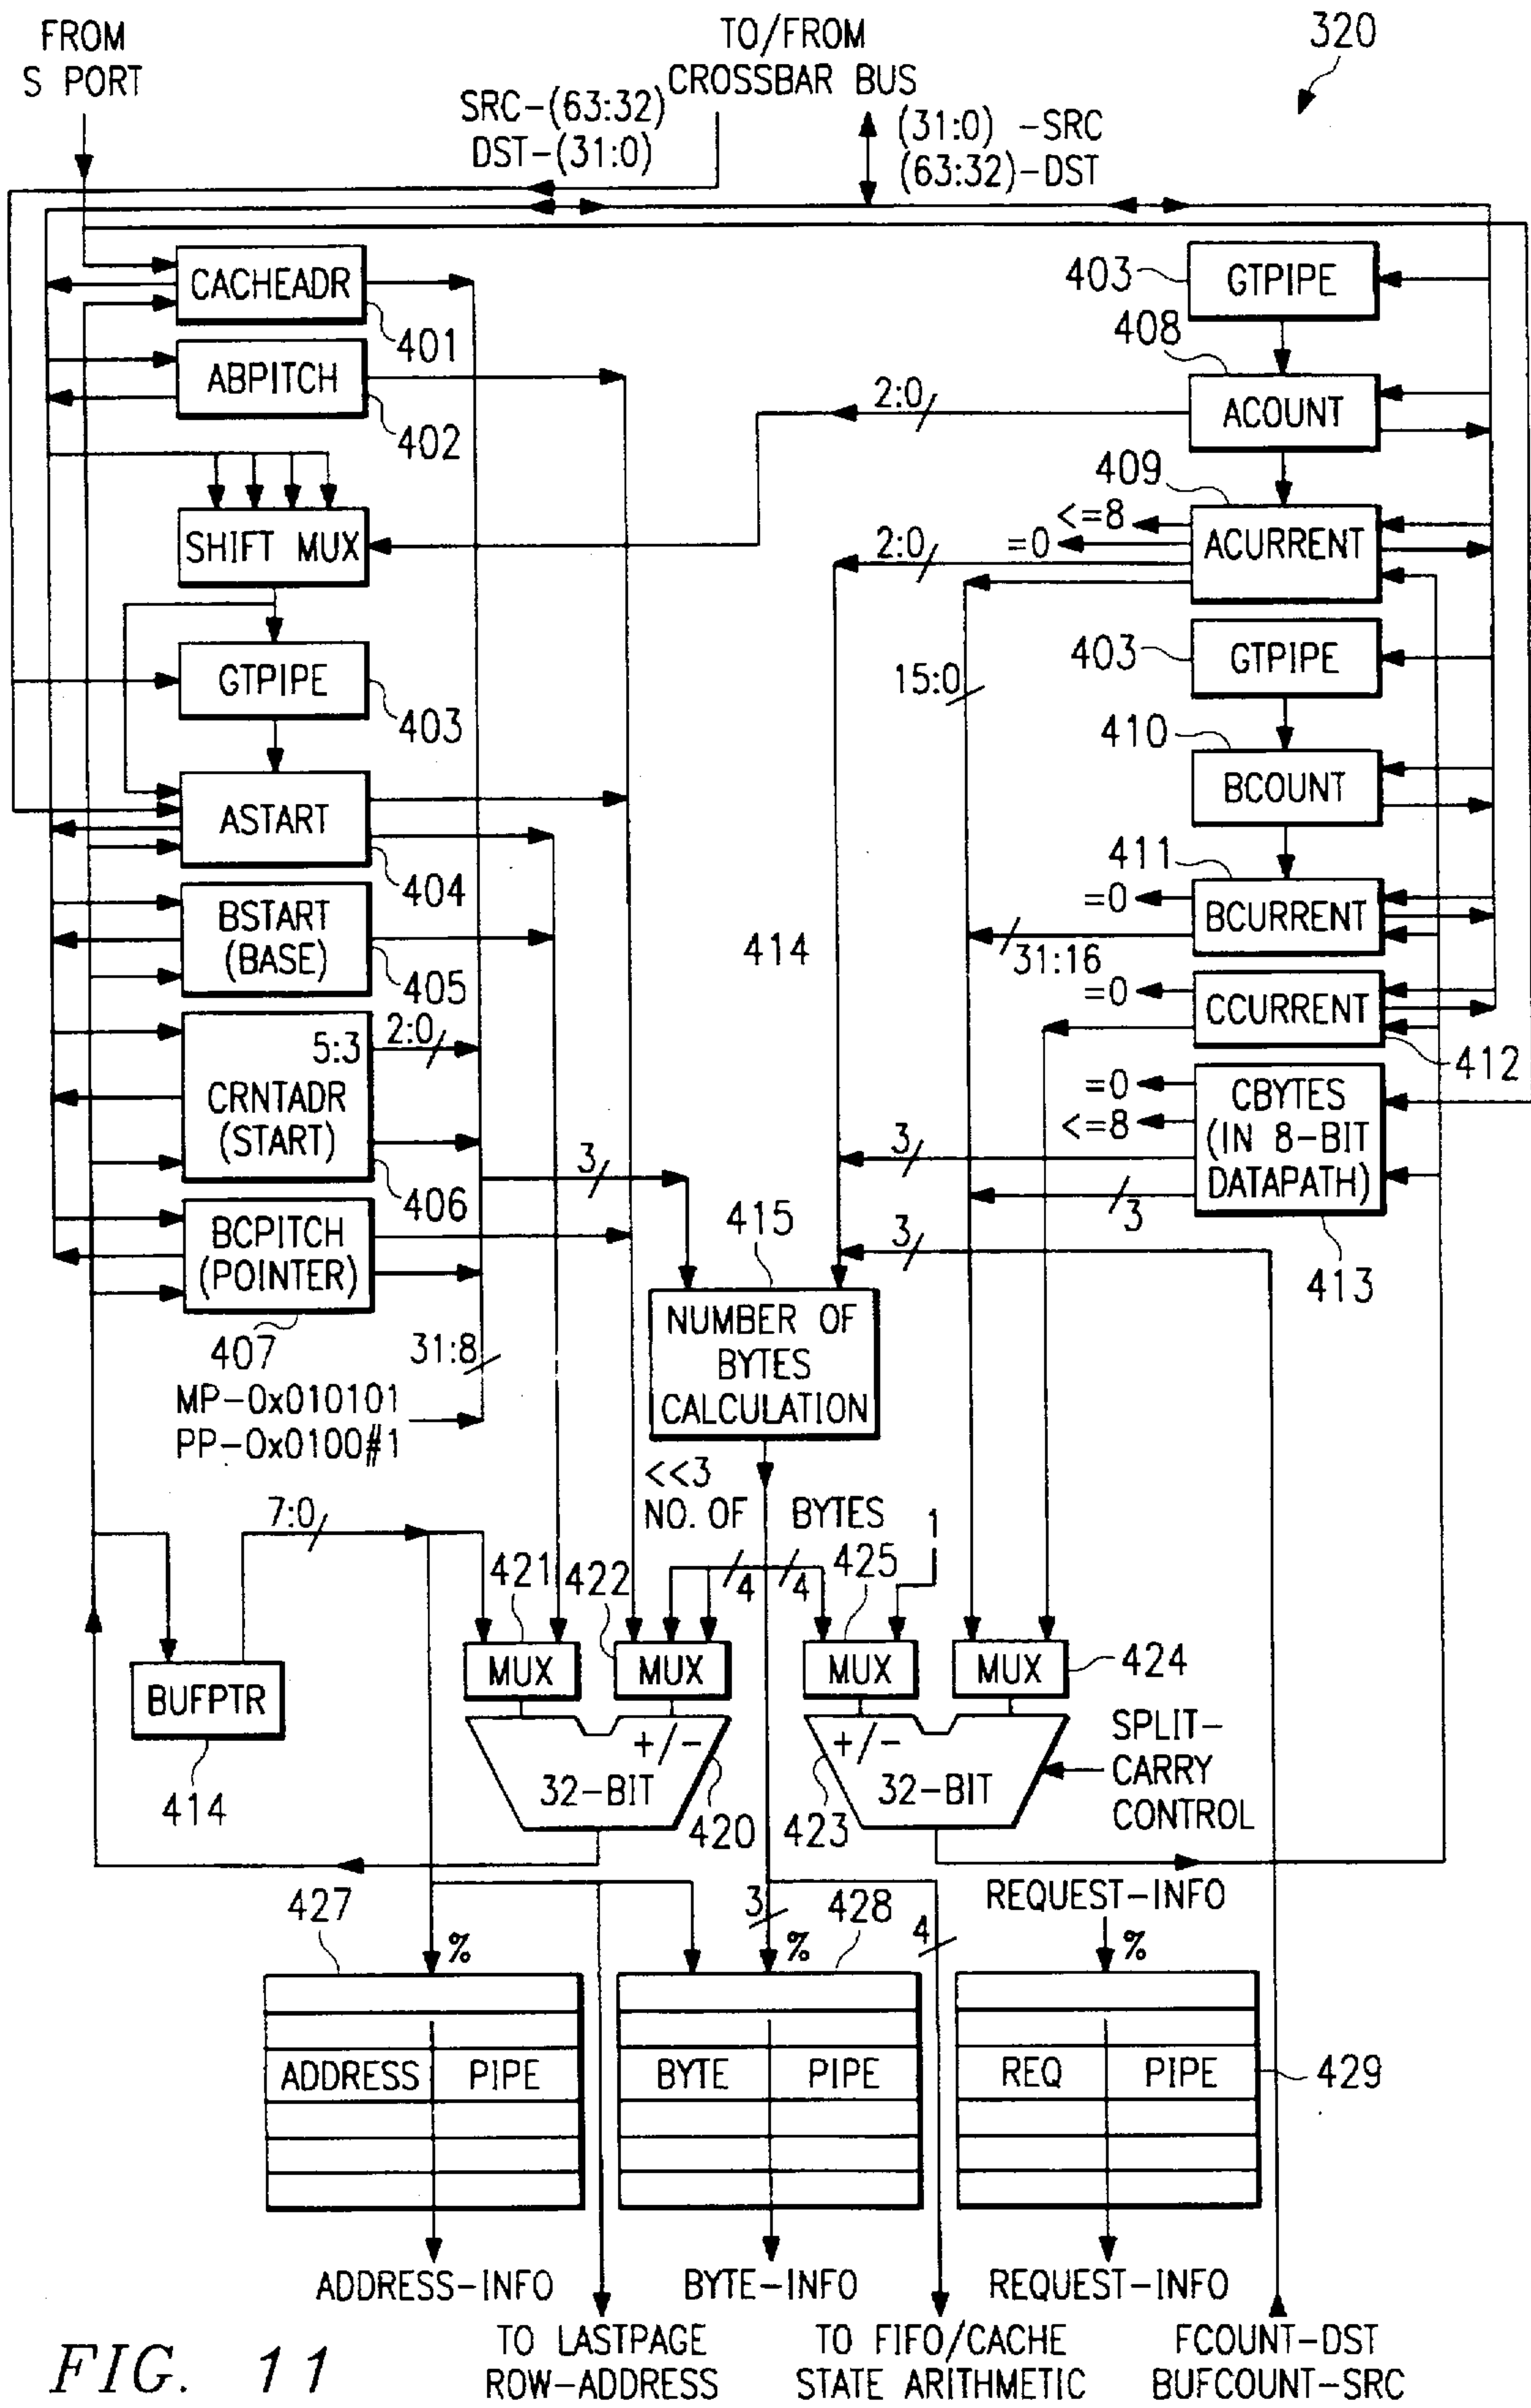 FROM
S PORT
TO/FROM
CROSSBAR BUS
320
SRC-(63:32)
DST-(31:0)
(31:0) -SRC
(63:32)-DST
CACHEADR
401
403
GTPIPE
408
ABPITCH
402
2:0
ACOUNT
409
SHIFT MUX
<=8
=0
2:0
ACURRENT
GTPIPE
403
15:0
403
GTPIPE
410
BCOUNT
ASTART
404
411
=0
BCURRENT
31:16
BSTART
(BASE)
405
414
=0
CCURRENT
412
5:3
2:0
CRNTADR
(START)
406
=0
<=8
CBYTES
(IN 8-BIT
DATAPATH)
413
3
3
3
3
BCPITCH
(POINTER)
407
415
NUMBER OF
BYTES
CALCULATION
31:8
MP-0x010101
PP-0x0100#1
<<3
NO. OF BYTES
1
7:0
4
4
421
422
425
MUX
MUX
MUX
MUX
424
BUFPTR
414
+/-
32-BIT
420
+/-
32-BIT
423
SPLIT-
CARRY
CONTROL
REQUEST-INFO
427
%
3
428
%
4
%
ADDRESS PIPE
BYTE PIPE
REQ PIPE
429
ADDRESS-INFO
BYTE-INFO
REQUEST-INFO
TO LASTPAGE
ROW-ADDRESS
TO FIFO/CACHE
STATE ARITHMETIC
FCOUNT-DST
BUFCOUNT-SRC
FIG. 11